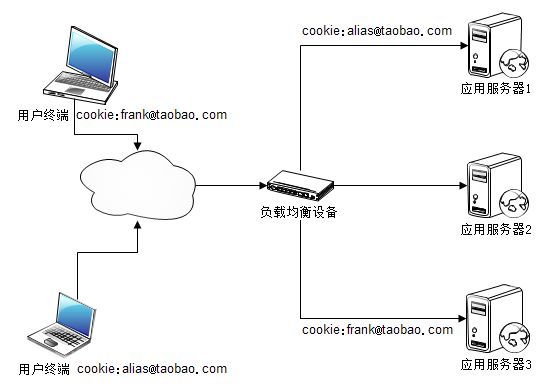 cookie:alias@taobao.com
应用服务器1
用户终端 cookie:frank@taobao.com
负载均衡设备
应用服务器2
cookie:frank@taobao.com
用户终端 cookie:alias@taobao.com
应用服务器3